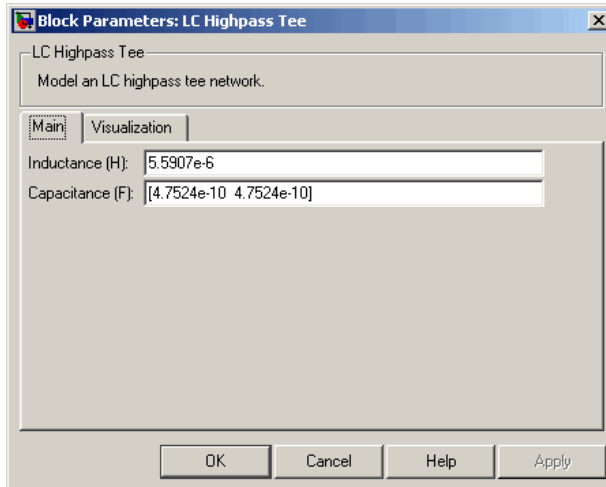 Block Parameters: LC Highpass Tee
LC Highpass Tee
Model an LC highpass tee network.
Main Visualization
Inductance (H): 5.5907e-6
Capacitance (F): [4.7524e-10 4.7524e-10]
OK Cancel Help Apply